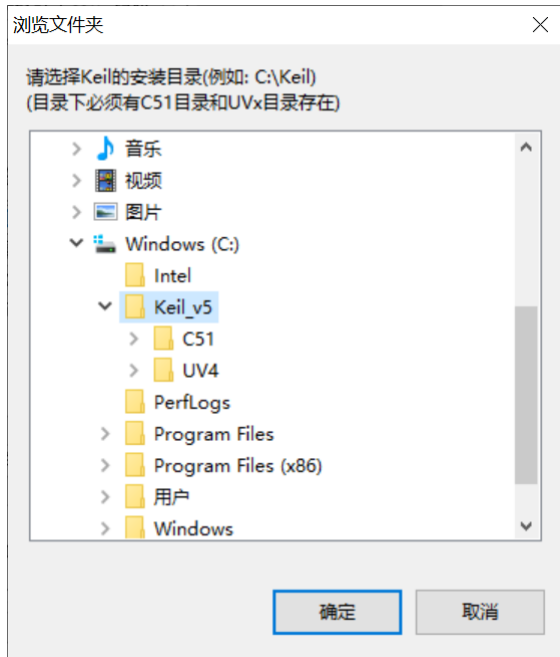 浏览文件夹
请选择Keil的安装目录(例如: C:\Keil)
(目录下必须有C51目录和UVx目录存在)
音乐
视频
图片
Windows (C:)
Intel
Keil_v5
C51
UV4
PerfLogs
Program Files
Program Files (x86)
用户
Windows
确定
取消